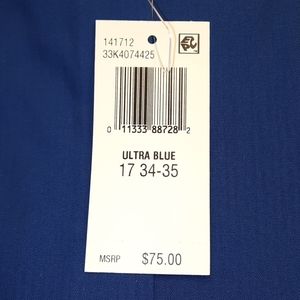 141712
33K4074425
0 11333 88728 2
ULTRA BLUE
17 34-35
MSRP $75.00